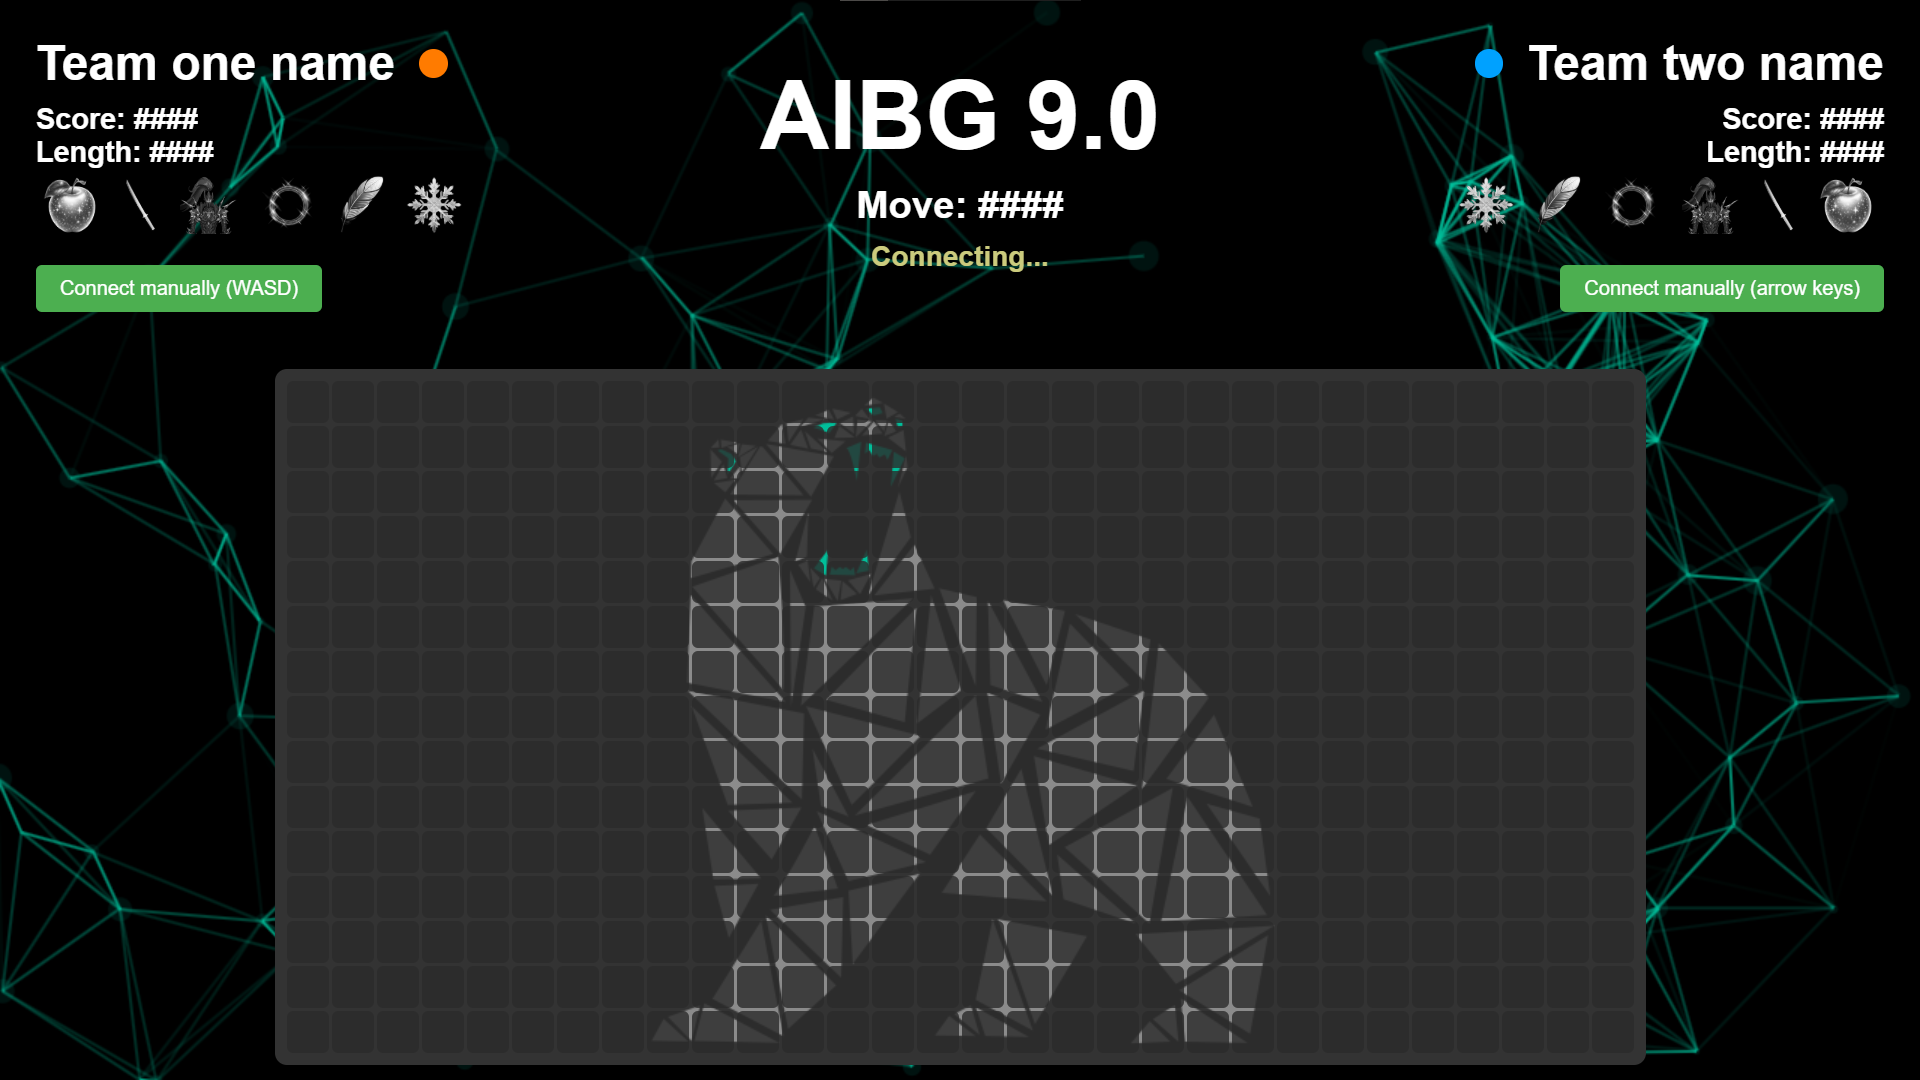 Team one name
Score: ####
Length: ####
Connect manually (WASD)
AIBG 9.0
Move: ####
Connecting...
Team two name
Score: ####
Length: ####
Connect manually (arrow keys)